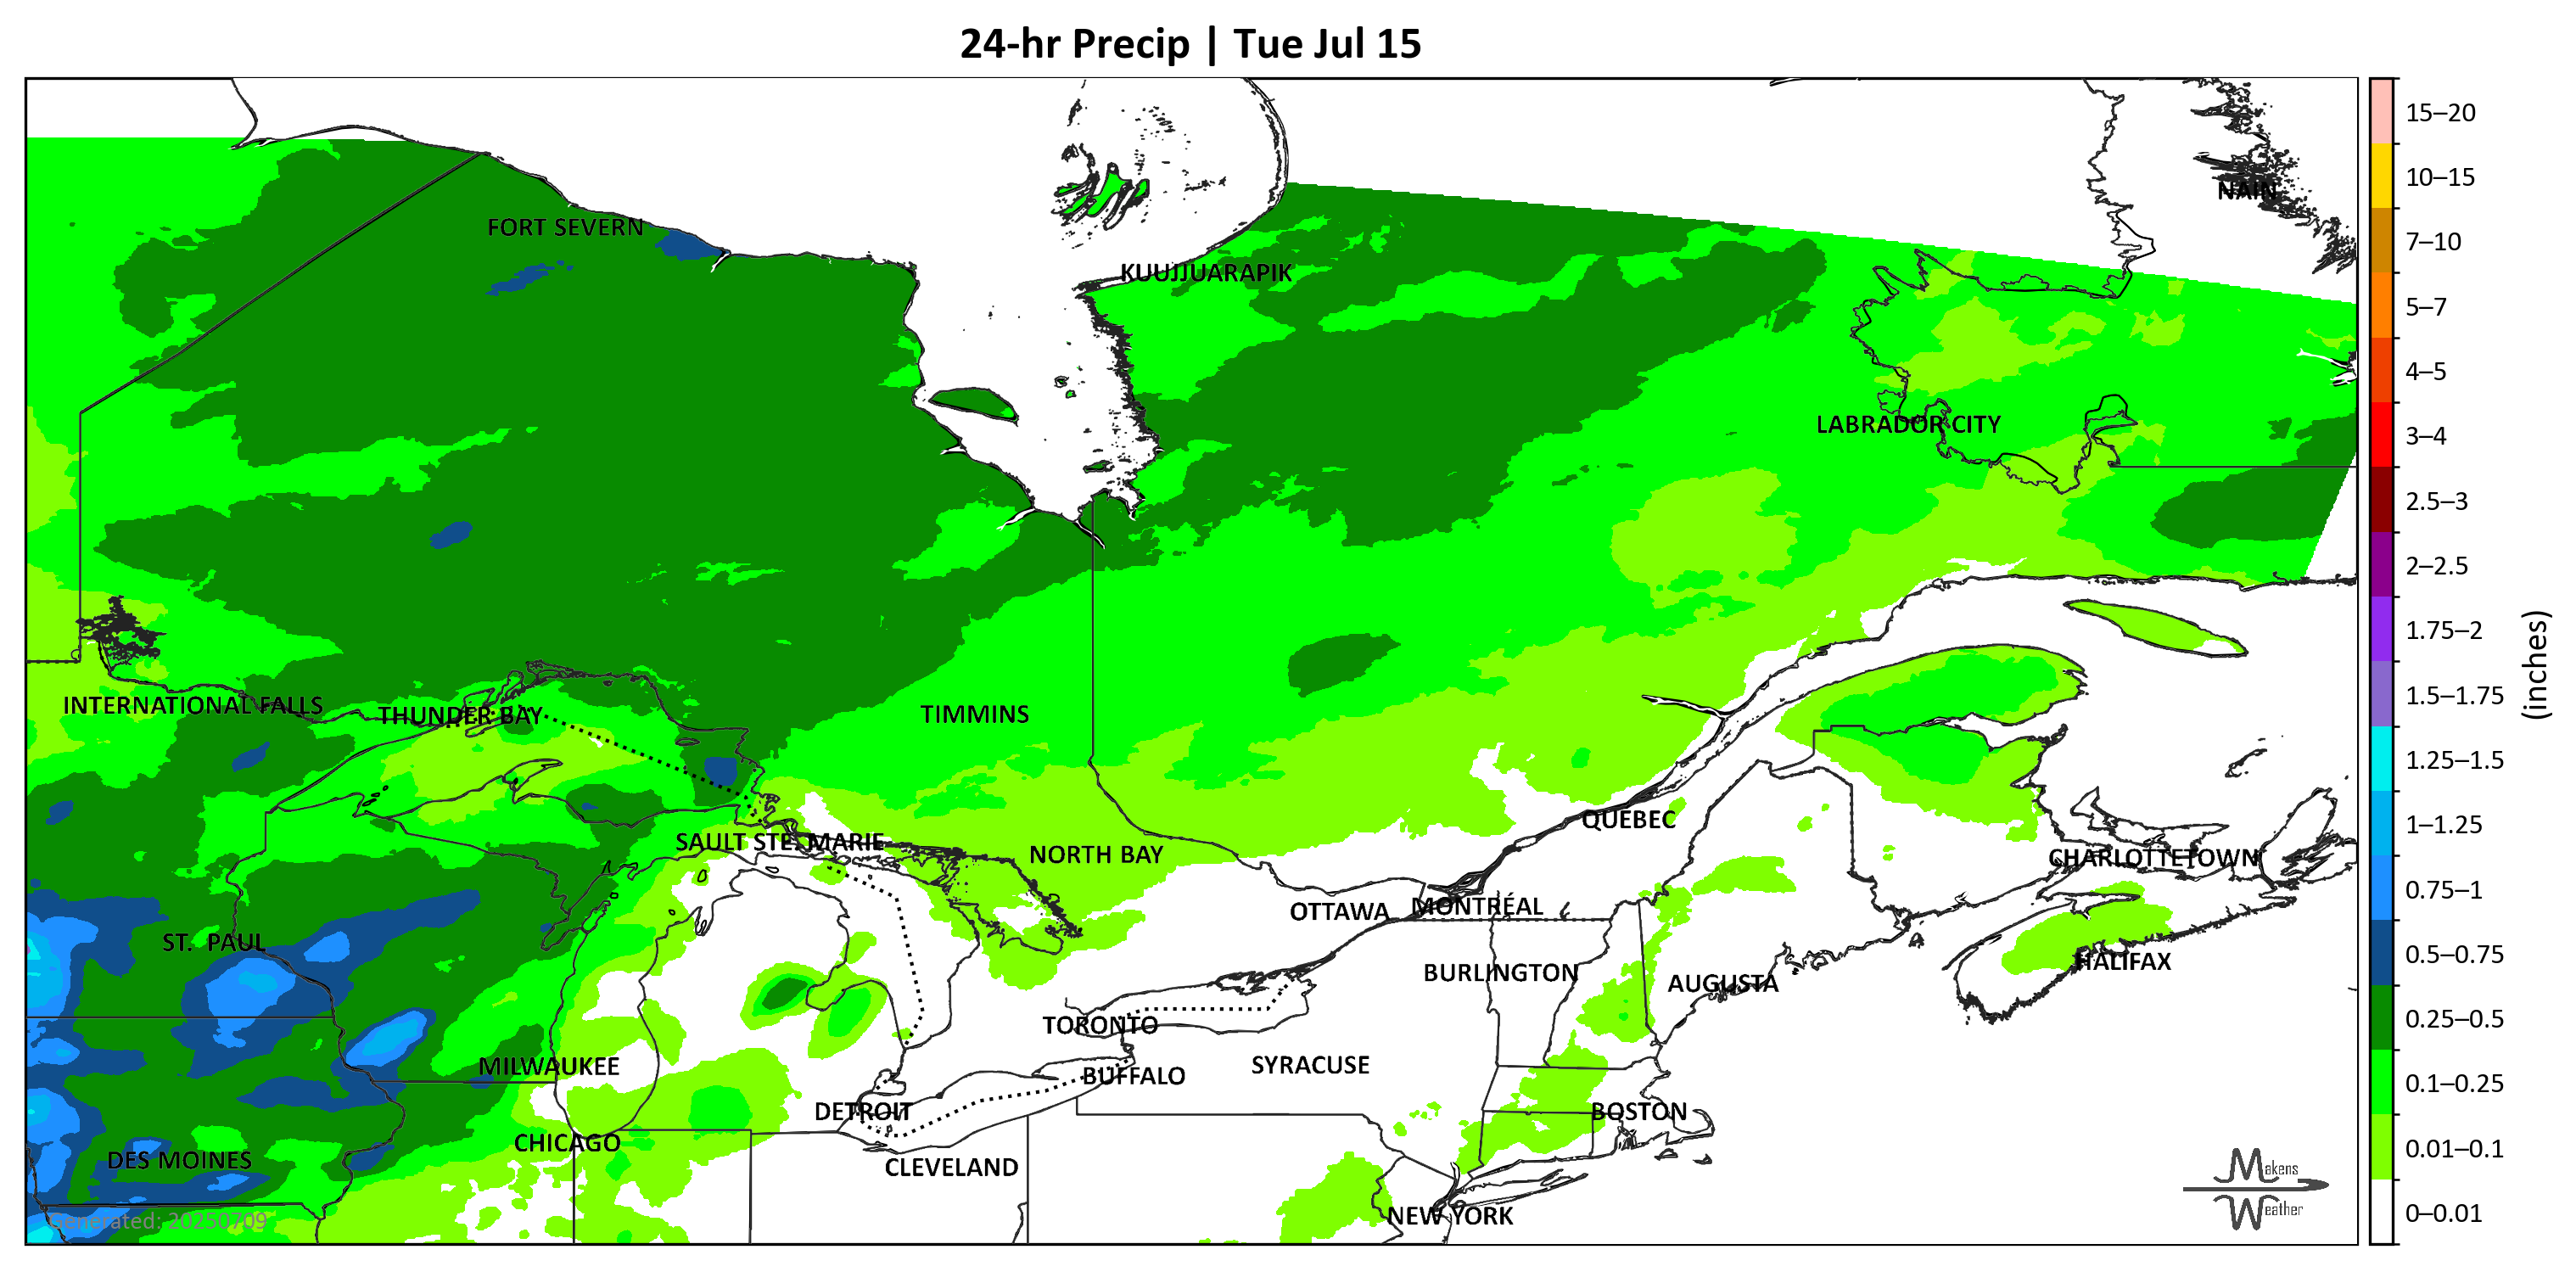 24-hr Precip | Tue Jul 15
NAIN
FORT SEVERN
KUUJJUARAPIK
LABRADOR CITY
INTERNATIONAL FALLS
THUNDER BAY
TIMMINS
SAULT STE. MARIE
NORTH BAY
QUEBEC
CHARLOTTETOWN
OTTAWA
MONTRÉAL
ST. PAUL
BURLINGTON
AUGUSTA
HALIFAX
TORONTO
MILWAUKEE
BUFFALO
SYRACUSE
DETROIT
BOSTON
CHICAGO
DES MOINES
CLEVELAND
NEW YORK
Generated: 20250709
Makens
Weather
15–20
10–15
7–10
5–7
4–5
3–4
2.5–3
2–2.5
1.75–2
1.5–1.75
1.25–1.5
1–1.25
0.75–1
0.5–0.75
0.25–0.5
0.1–0.25
0.01–0.1
0–0.01
(inches)